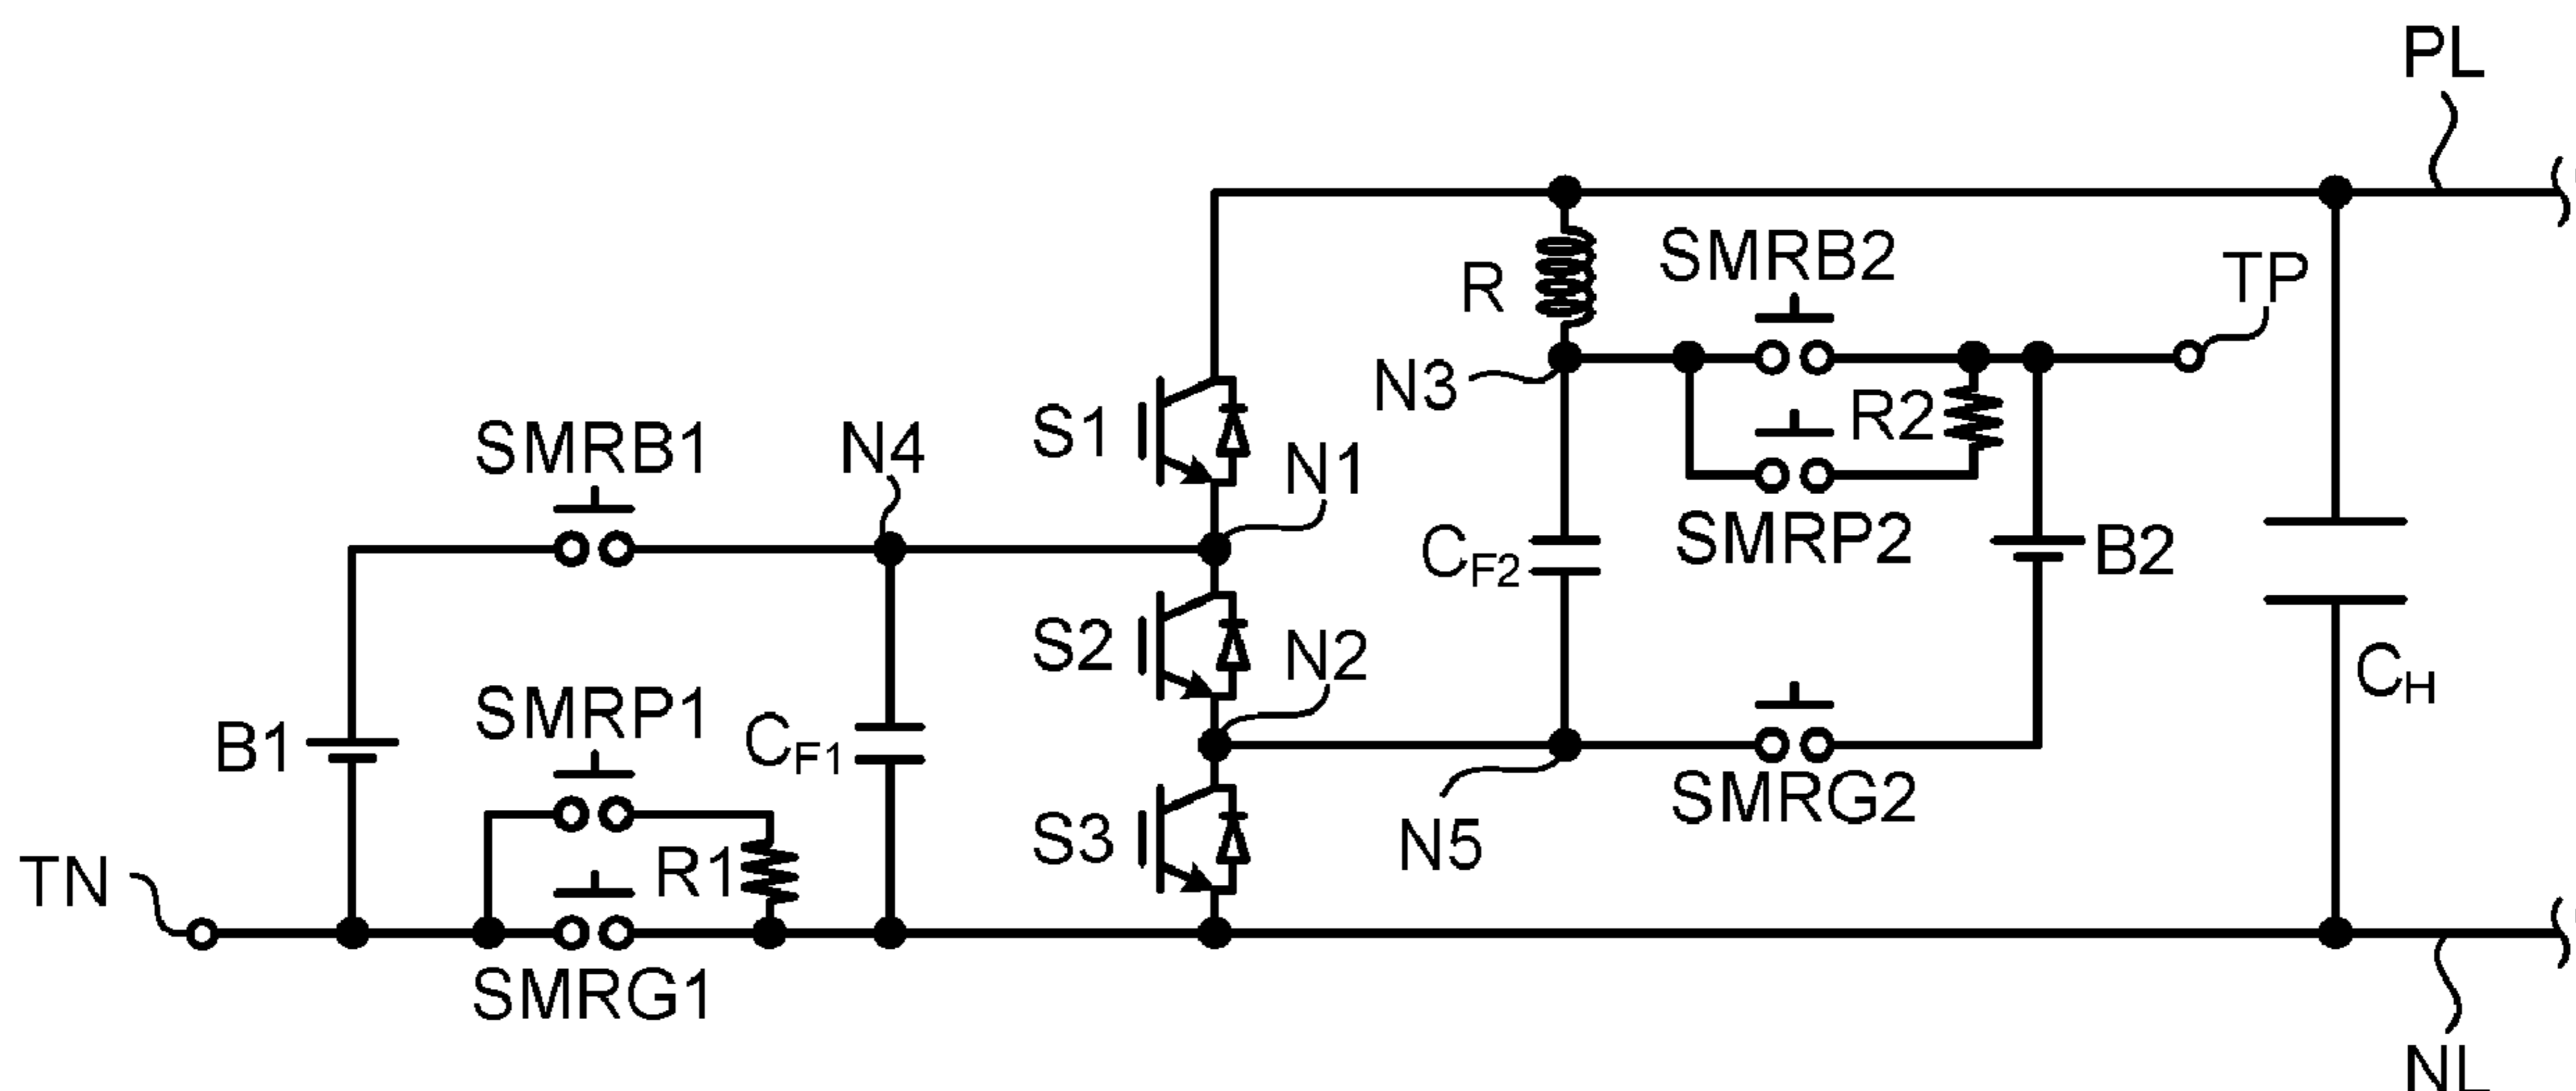 PL
SMRB2
TP
R
N3
R2
S1
SMRB1
N4
N1
SMRP2
CF2
B2
S2
N2
CH
SMRP1
B1
CF1
SMRG2
S3
N5
R1
TN
SMRG1
NL